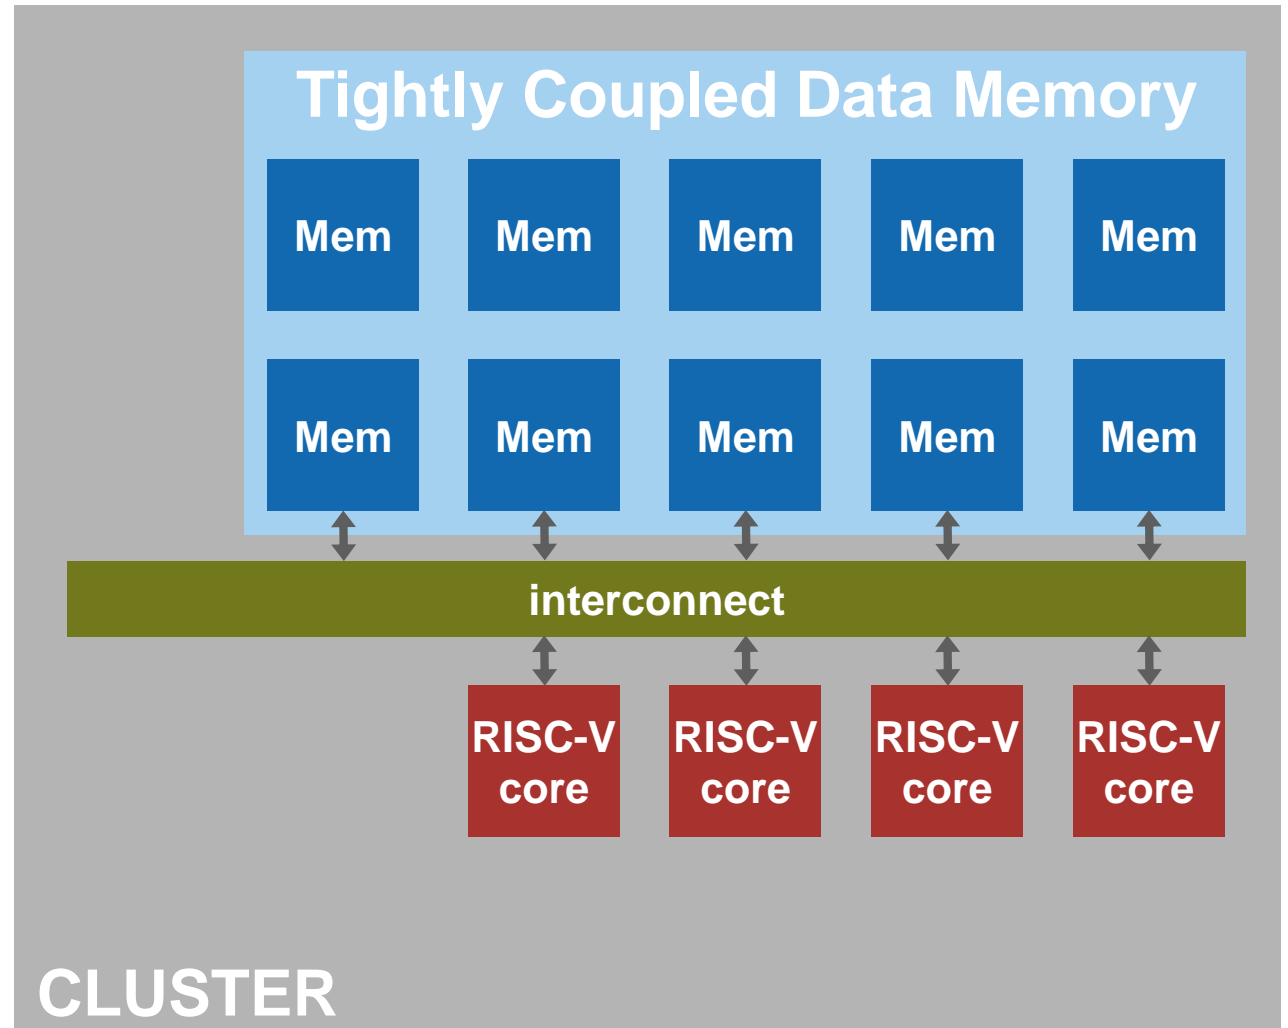 Tightly Coupled Data Memory
Mem Mem Mem Mem Mem
Mem Mem Mem Mem Mem
interconnect
RISC-V core
RISC-V core
RISC-V core
RISC-V core
CLUSTER